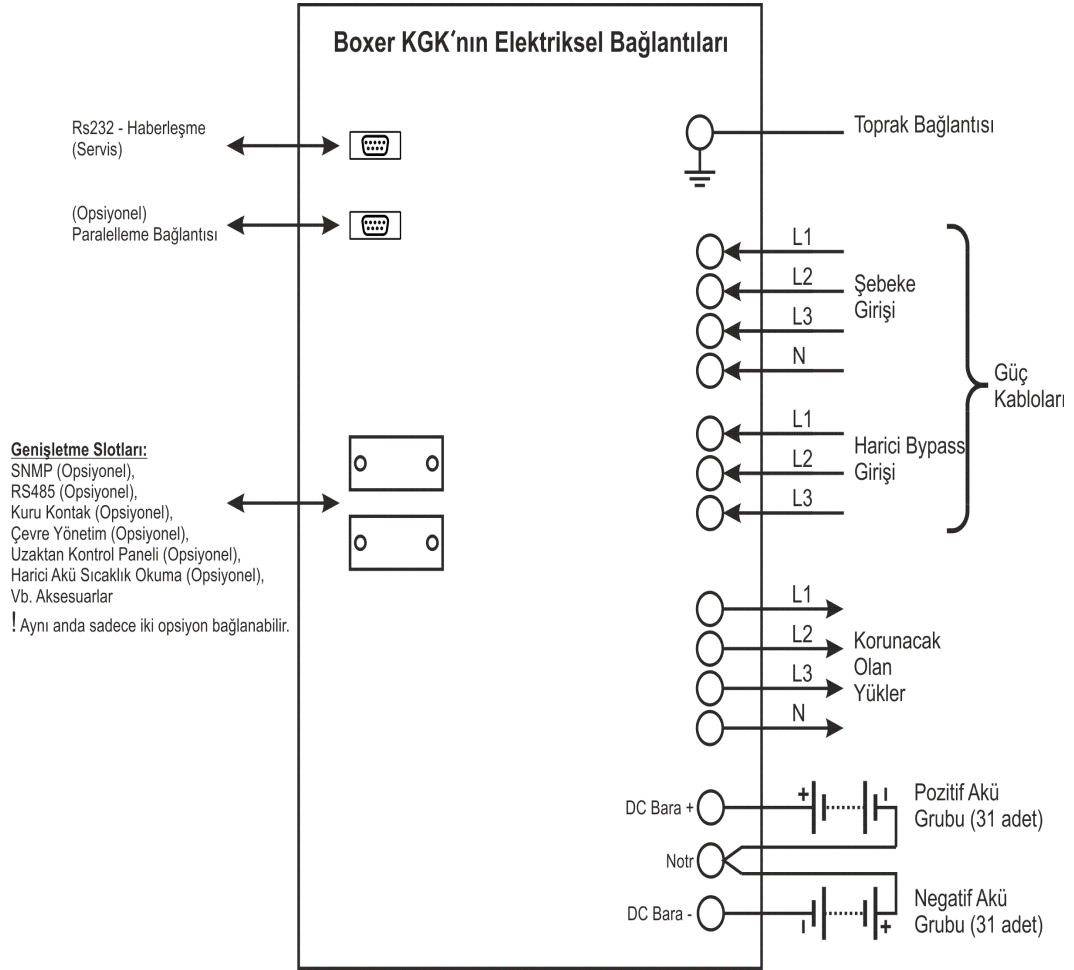 Boxer KGK′nın Elektriksel Bağlantıları
Rs232 - Haberleşme
(Servis)
(Opsiyonel)
Paralelleme Bağlantısı
Genişletme Slotları:
SNMP (Opsiyonel),
RS485 (Opsiyonel),
Kuru Kontak (Opsiyonel),
Çevre Yönetim (Opsiyonel),
Uzaktan Kontrol Paneli (Opsiyonel),
Harici Akü Sıcaklık Okuma (Opsiyonel),
Vb. Aksesuarlar
! Aynı anda sadece iki opsiyon bağlanabilir.
Toprak Bağlantısı
L1
L2
L3
N
Şebeke
Girişi
L1
L2
L3
Harici Bypass
Girişi
Güç
Kabloları
L1
L2
L3
N
Korunacak
Olan
Yükler
DC Bara +
+
-
Pozitif Akü
Grubu (31 adet)
Notr
DC Bara -
-
+
Negatif Akü
Grubu (31 adet)